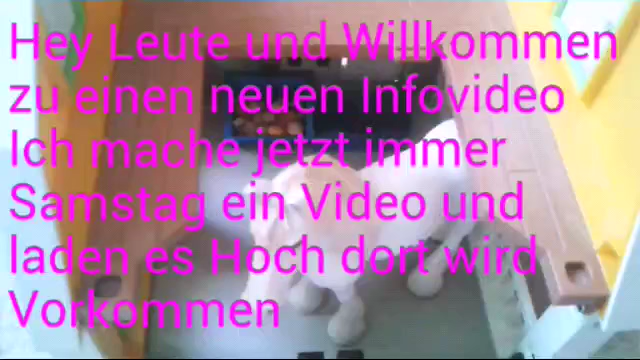 Hey Leute und Willkommen
zu einen neuen Infovideo
Ich mache jetzt immer
Samstag ein Video und
laden es Hoch dort wird
Vorkommen